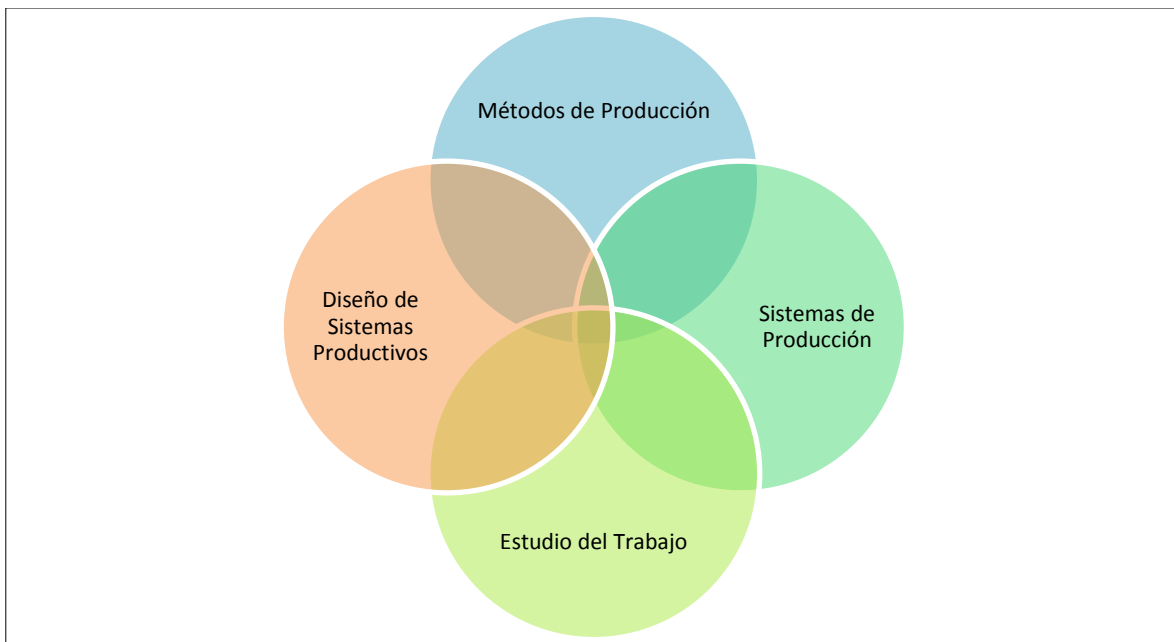 Métodos de Producción
Diseño de
Sistemas
Productivos
Sistemas de
Producción
Estudio del Trabajo